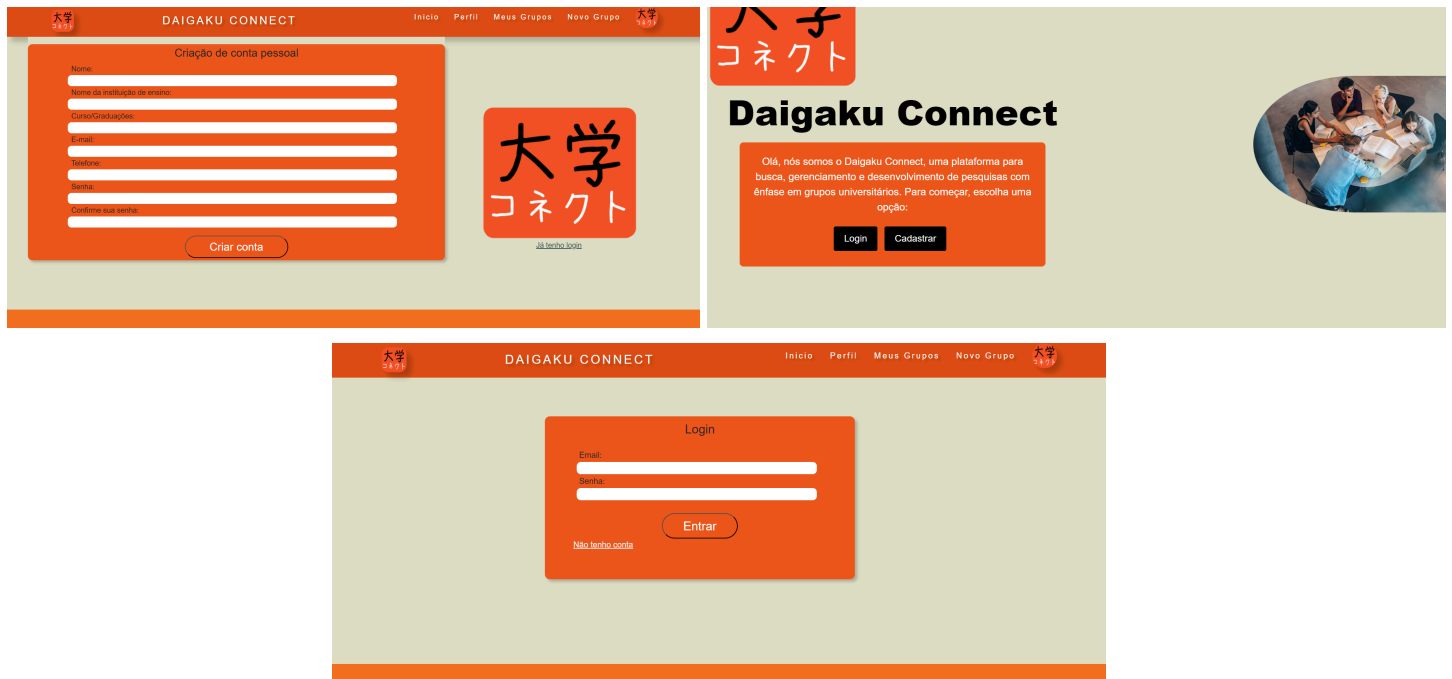 大学
コネクト
DAIGAKU CONNECT
Inicio Perfil Meus Grupos Novo Grupo
大学
コネクト
Criação de conta pessoal
Nome:
Nome da instituição de ensino:
Curso/Graduações:
E-mail:
Telefone:
Senha:
Confirme sua senha:
Criar conta
大学
コネクト
Já tenho login
大学
コネクト
Daigaku Connect
Olá, nós somos o Daigaku Connect, uma plataforma para
busca, gerenciamento e desenvolvimento de pesquisas com
ênfase em grupos universitários. Para começar, escolha uma
opção:
Login Cadastrar
大学
コネクト
DAIGAKU CONNECT
Inicio Perfil Meus Grupos Novo Grupo
大学
コネクト
Login
Email:
Senha:
Entrar
Não tenho conta